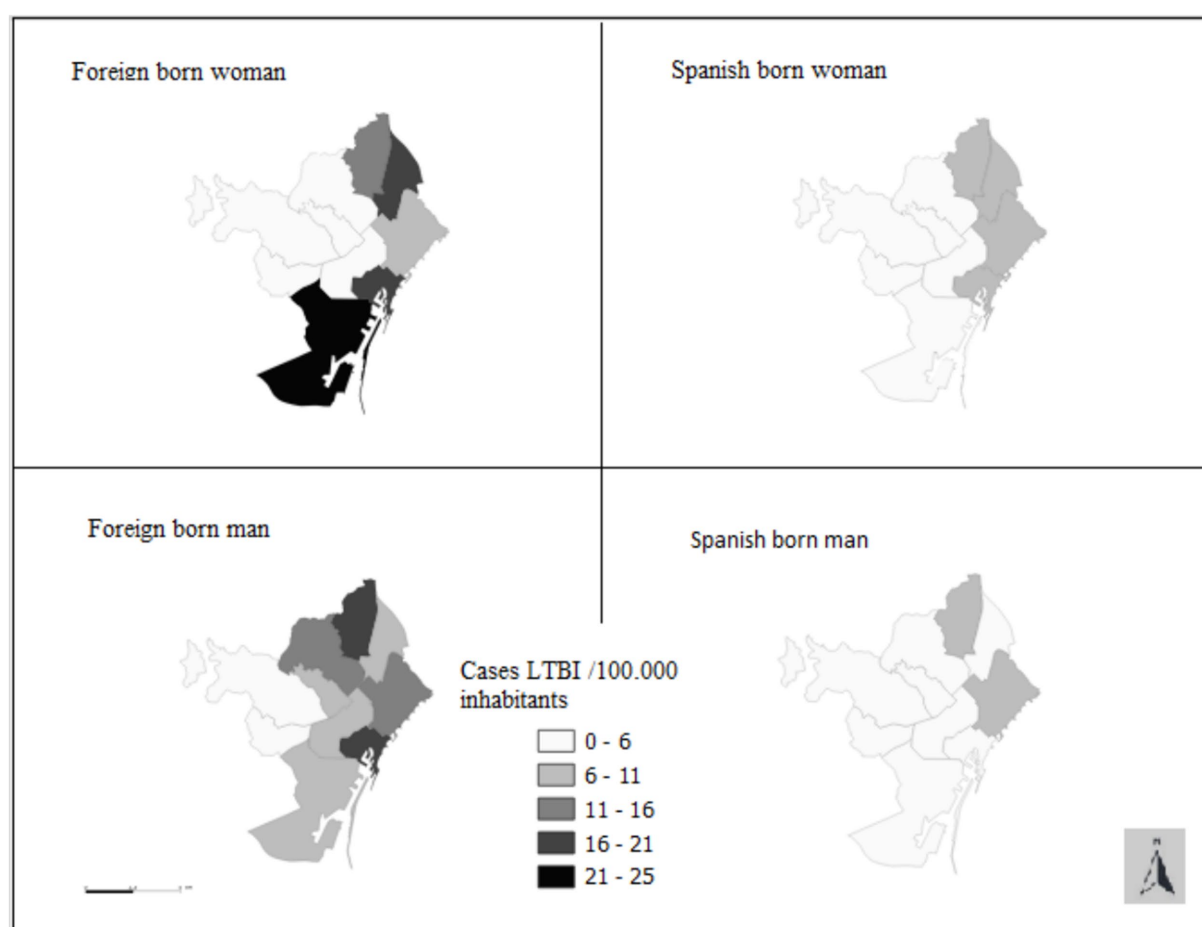 Foreign born woman
Spanish born woman
Foreign born man
Spanish born man
Cases LTBI /100.000
inhabitants
0 - 6
6 - 11
11 - 16
16 - 21
21 - 25